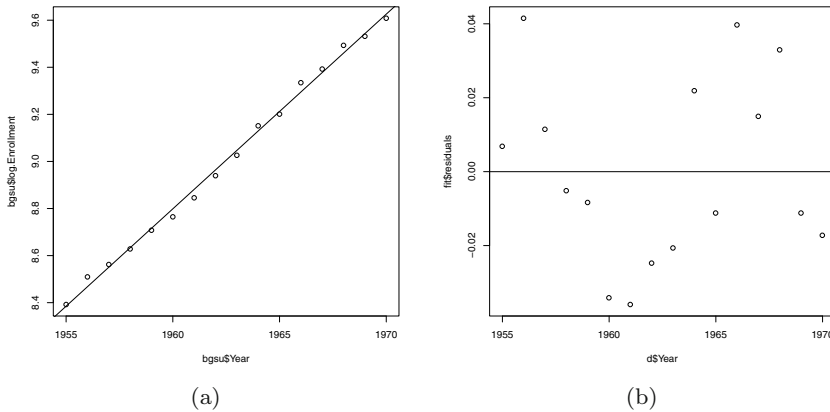 9.6
9.4
9.2
9.0
8.8
8.6
8.4
bgsu$log.Enrollment
1955 1960 1965 1970
bgsu$Year
(a)
0.04
0.02
0.00
−0.02
fit$residuals
1955 1960 1965 1970
d$Year
(b)